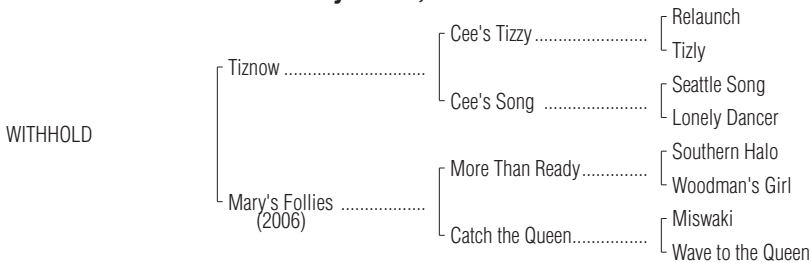 Relaunch
Cee's Tizzy
Tizly
Tiznow
Seattle Song
Cee's Song
Lonely Dancer
WITHHOLD
Southern Halo
More Than Ready
Woodman's Girl
Mary's Follies
(2006)
Miswaki
Catch the Queen
Wave to the Queen